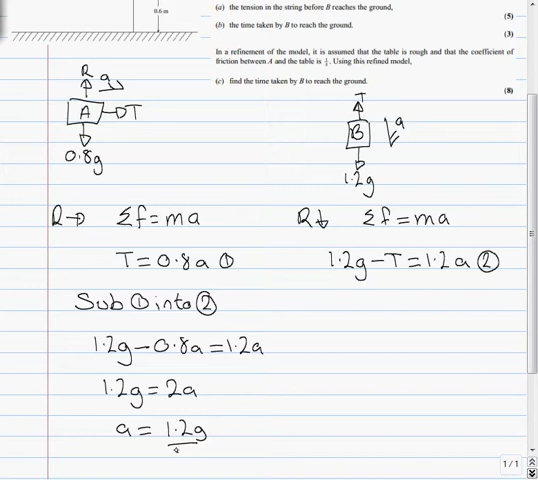 0.6 m
(a) the tension in the string before B reaches the ground,
(5)
(b) the time taken by B to reach the ground.
(3)
In a refinement of the model, it is assumed that the table is rough and that the coefficient of
friction between A and the table is 1/5. Using this refined model,
(c) find the time taken by B to reach the ground.
(8)
R a
A T
0.8g
T
B a
1.2g
R→ Σf=ma
R↓ Σf=ma
T=0.8a ①
1.2g-T=1.2a ②
Sub ① into ②
1.2g-0.8a=1.2a
1.2g=2a
a=1.2g
1/1